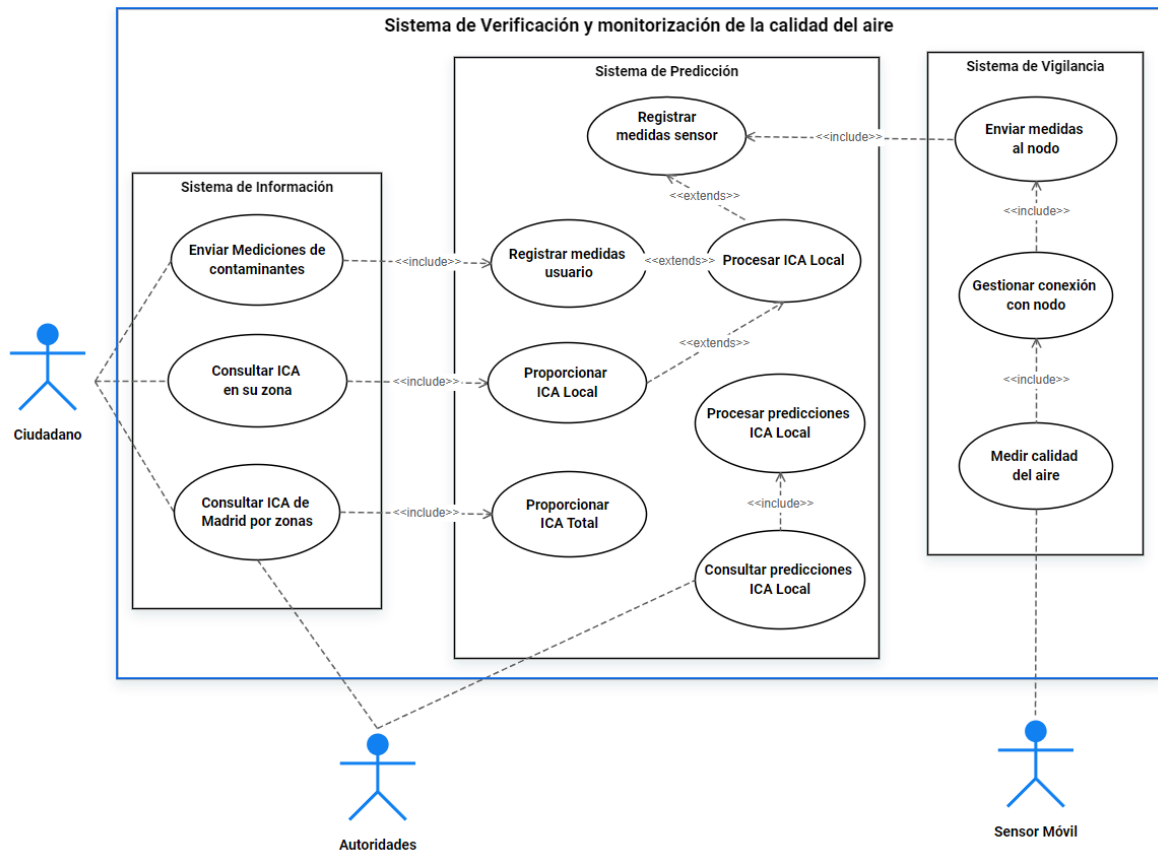 Sistema de Verificación y monitorización de la calidad del aire
Sistema de Información
Enviar Mediciones de
contaminantes
Consultar ICA
en su zona
Consultar ICA de
Madrid por zonas
<<include>>
<<include>>
<<include>>
Sistema de Predicción
Registrar
medidas sensor
<<extends>>
Registrar medidas
usuario
<<extends>>
Procesar ICA Local
<<extends>>
Proporcionar
ICA Local
Procesar predicciones
ICA Local
<<include>>
Proporcionar
ICA Total
Consultar predicciones
ICA Local
<<include>>
Sistema de Vigilancia
Enviar medidas
al nodo
<<include>>
Gestionar conexión
con nodo
<<include>>
Medir calidad
del aire
Ciudadano
Autoridades
Sensor Móvil